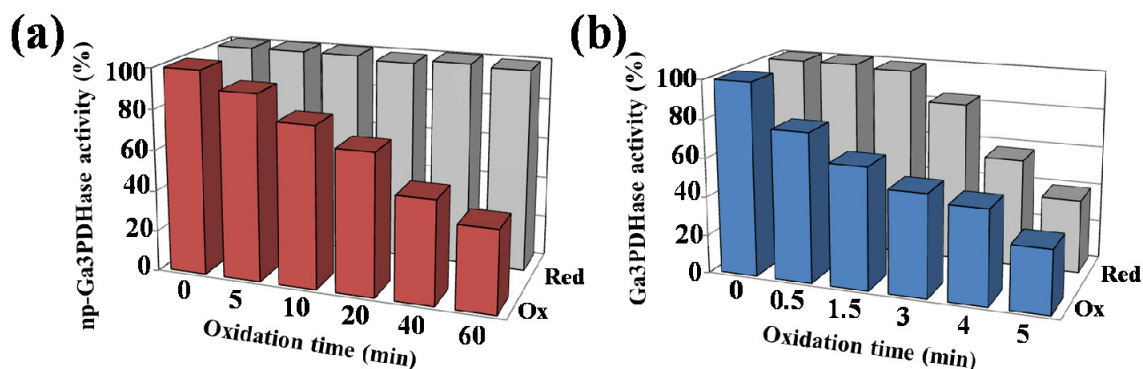 (a)
np-Ga3PDHase activity (%)
100
80
60
40
20
0
0
5
10
20
40
60
Red
Ox
Oxidation time (min)
(b)
Ga3PDHase activity (%)
100
80
60
40
20
0
0
0.5
1.5
3
4
5
Red
Ox
Oxidation time (min)